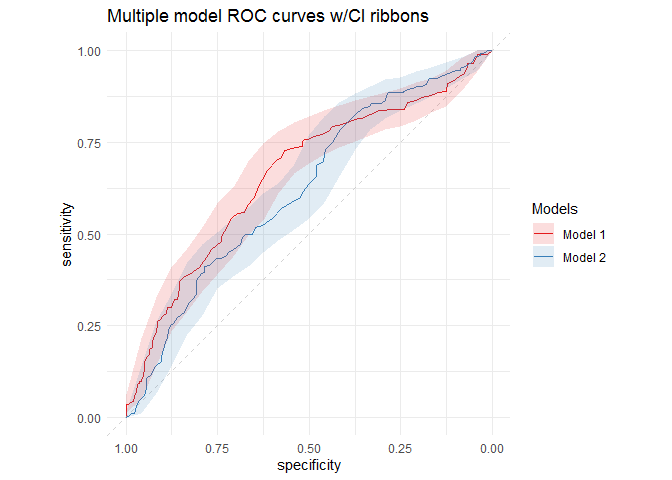 Multiple model ROC curves w/CI ribbons
1.00
0.75
0.50
0.25
0.00
sensitivity
1.00 0.75 0.50 0.25 0.00
specificity
Models
Model 1
Model 2